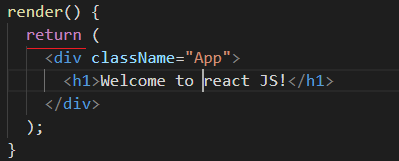 render() {
return (
<div className="App">
<h1>Welcome to react JS!</h1>
</div>
);
}